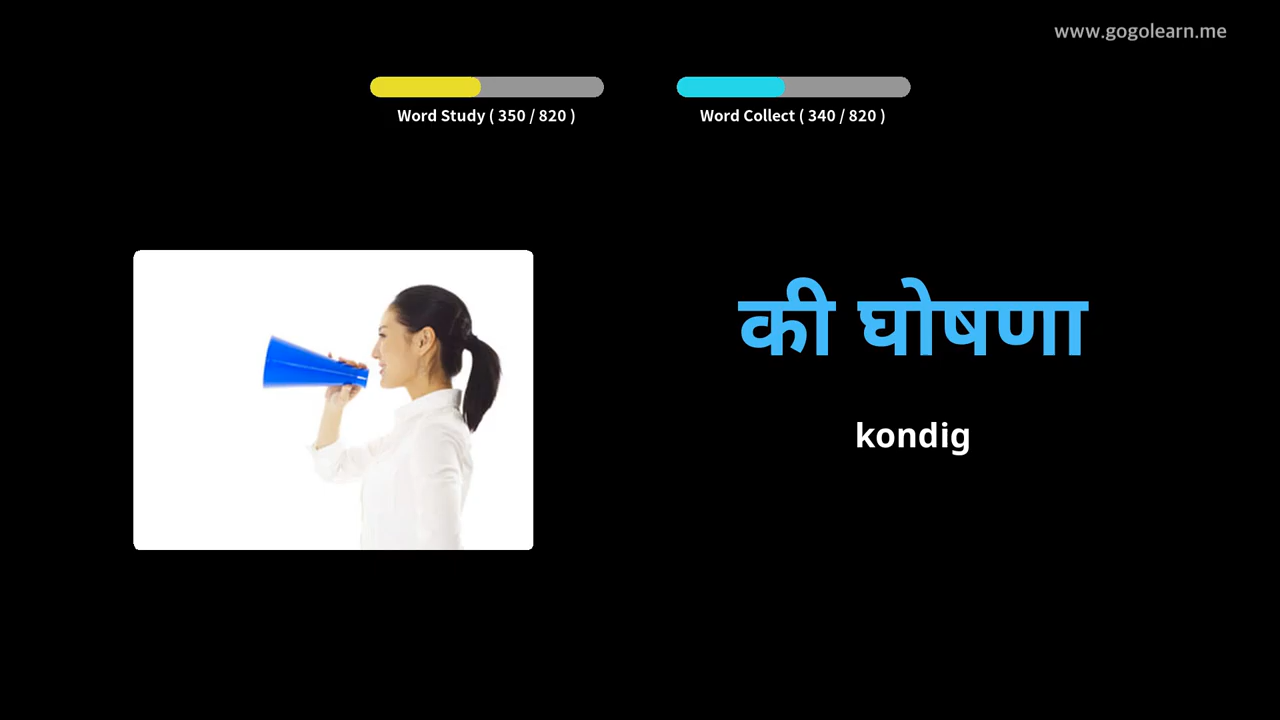 www.gogolearn.me
Word Study ( 350 / 820 )
Word Collect ( 340 / 820 )
की घोषणा
kondig